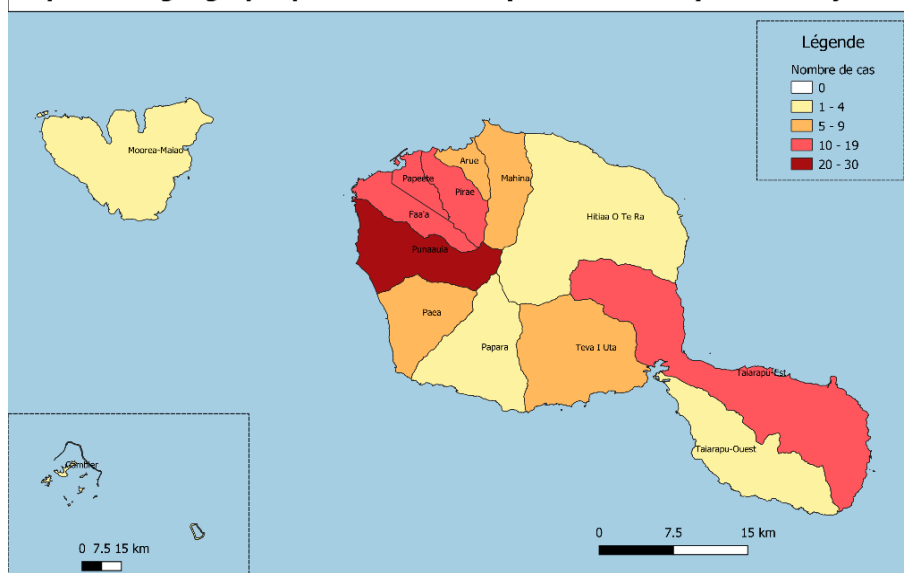 Légende
Nombre de cas
0
1 - 4
5 - 9
10 - 19
20 - 30
Moorea-Maiao
Arue
Mahina
Papeete
Pirae
Faa'a
Hitiaa O Te Ra
Punaauia
Paea
Papara
Teva I Uta
Taiarapu-Est
Taiarapu-Ouest
Gambier
0 7.5 15 km
0 7.5 15 km